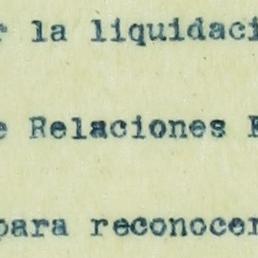 r la liquidaci
e Relaciones E
para reconocer